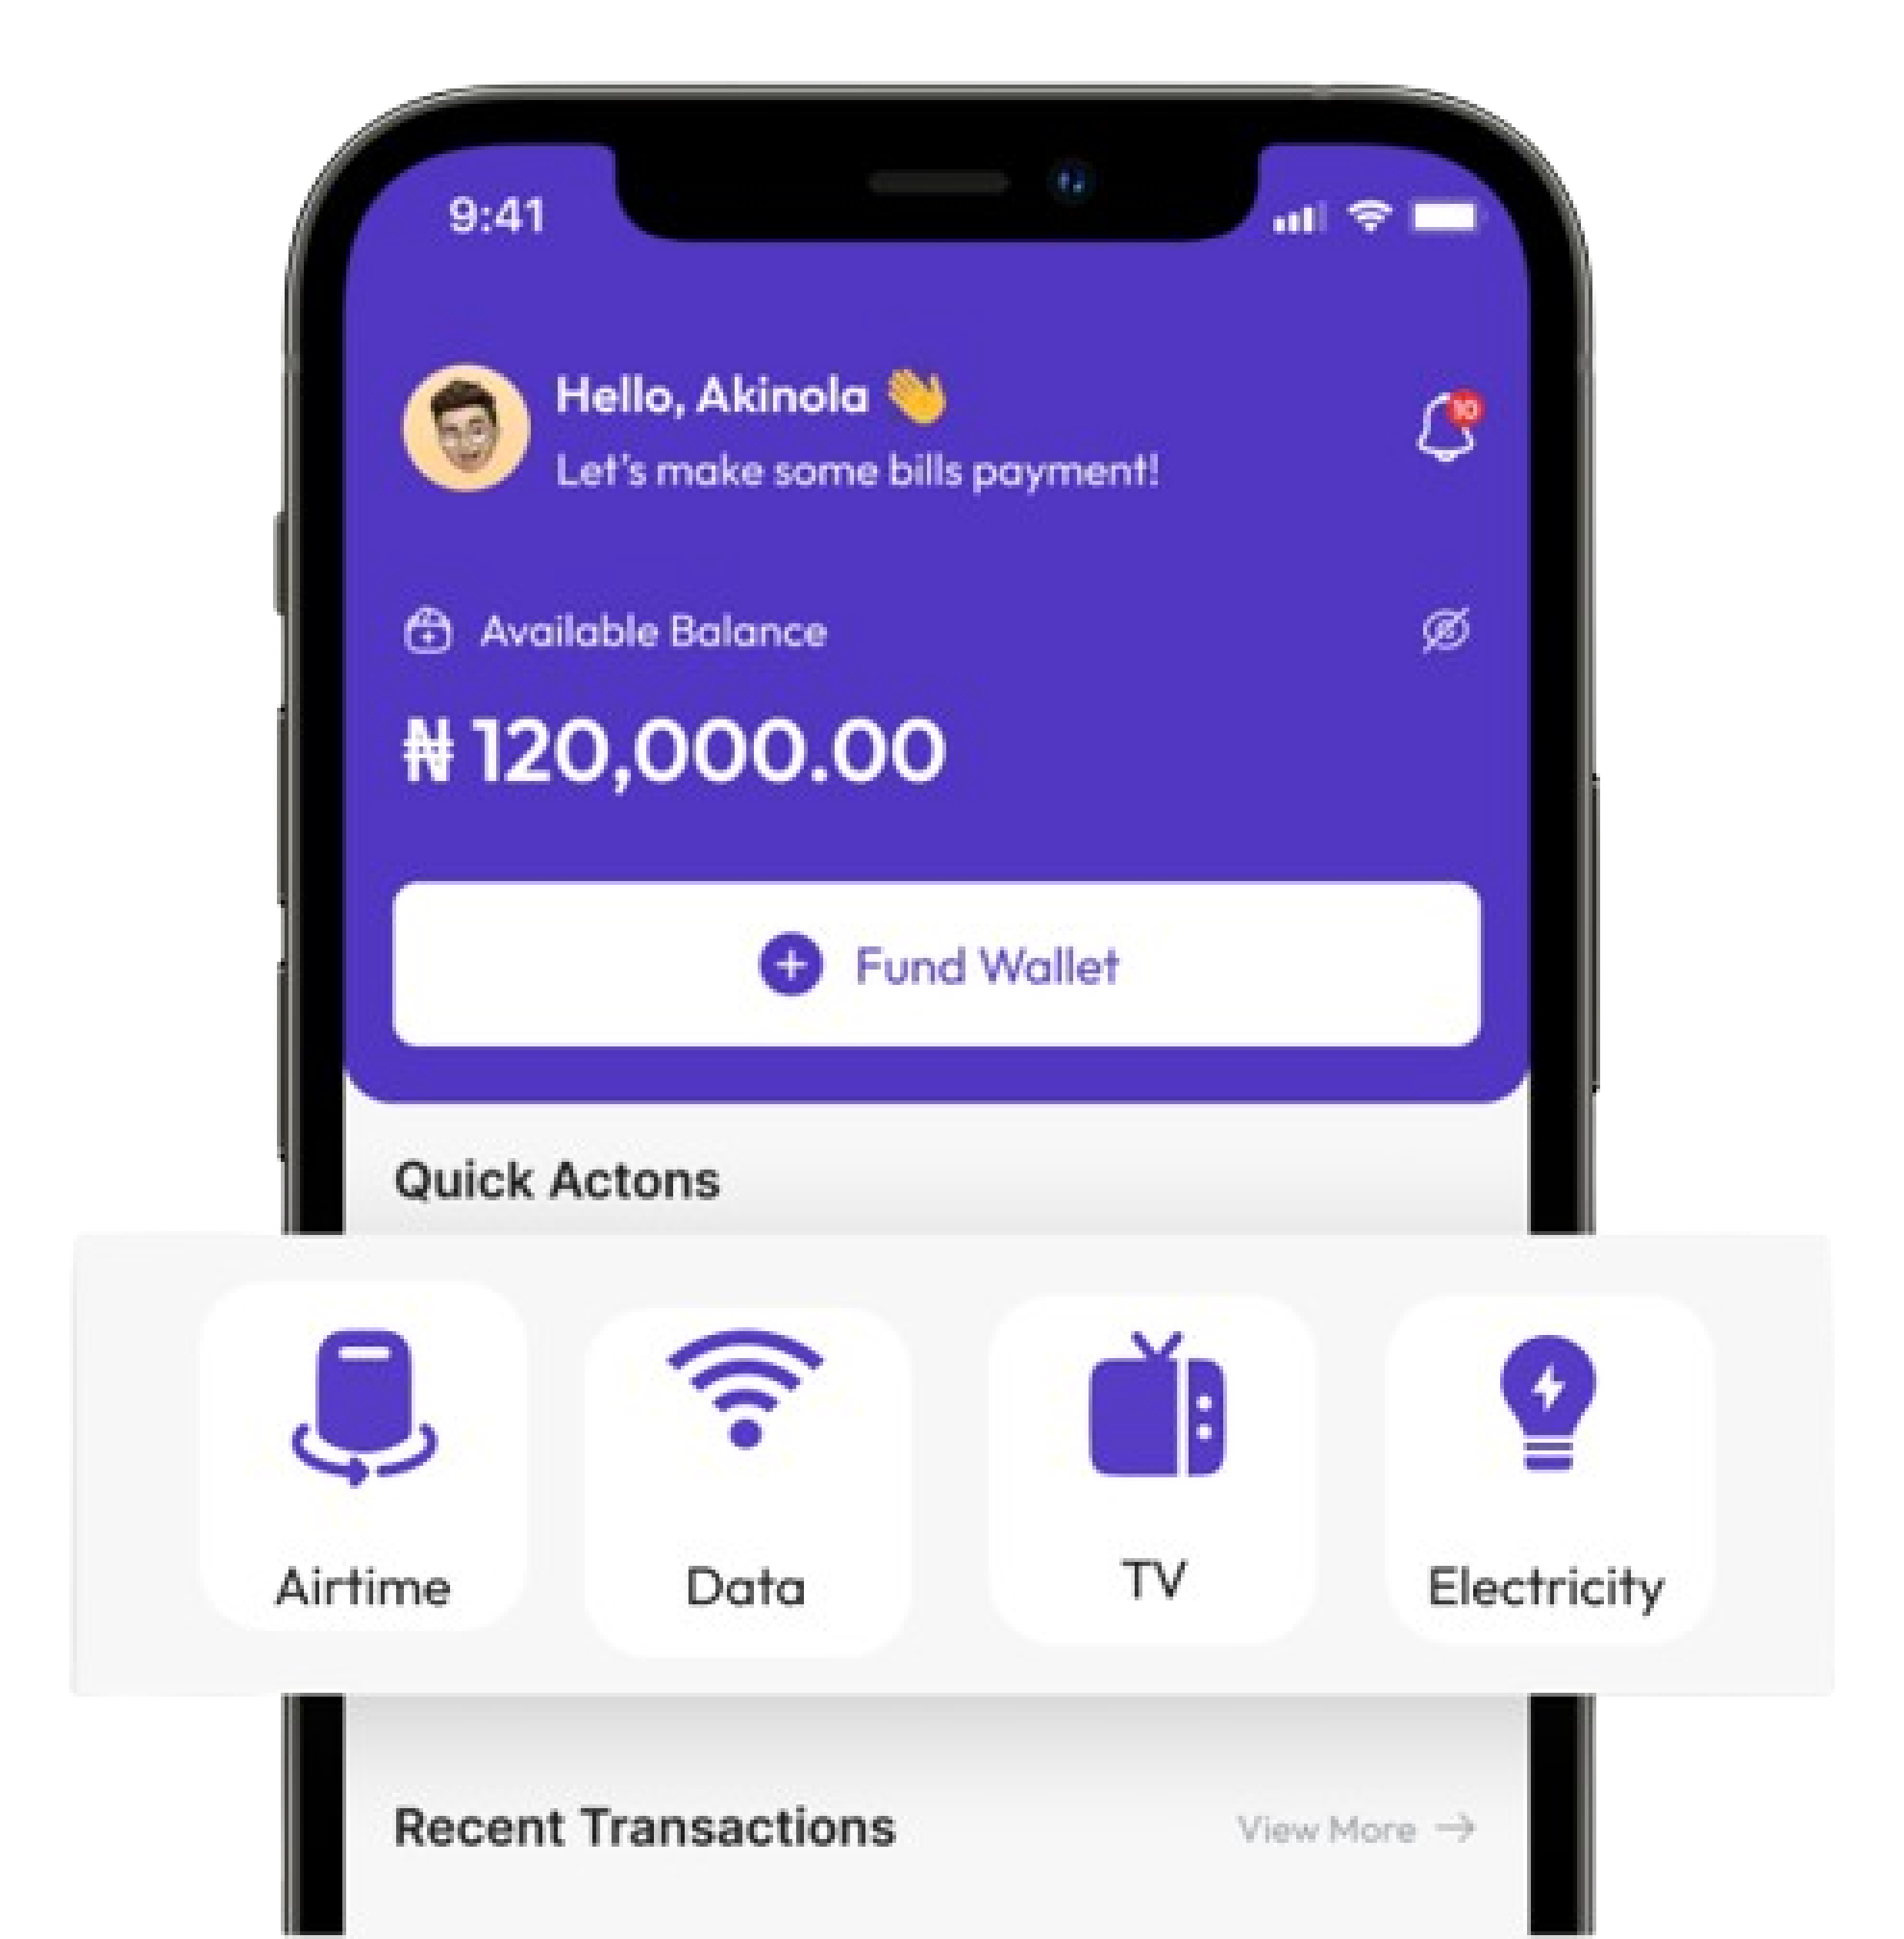 9:41
Hello, Akinola 👋
10
Let's make some bills payment!
Available Balance
₦ 120,000.00
Fund Wallet
Quick Actons
Airtime
Data
TV
Electricity
Recent Transactions
View More →